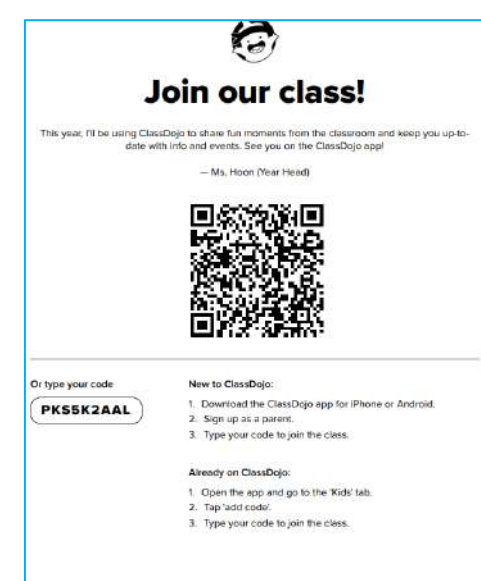 Join our class!
This year, I'll be using ClassDojo to share fun moments from the classroom and keep you up-to-
date with info and events. See you on the ClassDojo app!
— Ms. Hoon (Year Head)
Or type your code
PKS5K2AAL
New to ClassDojo:
1. Download the ClassDojo app for iPhone or Android.
2. Sign up as a parent.
3. Type your code to join the class.
Already on ClassDojo:
1. Open the app and go to the 'Kids' tab.
2. Tap 'add code'.
3. Type your code to join the class.